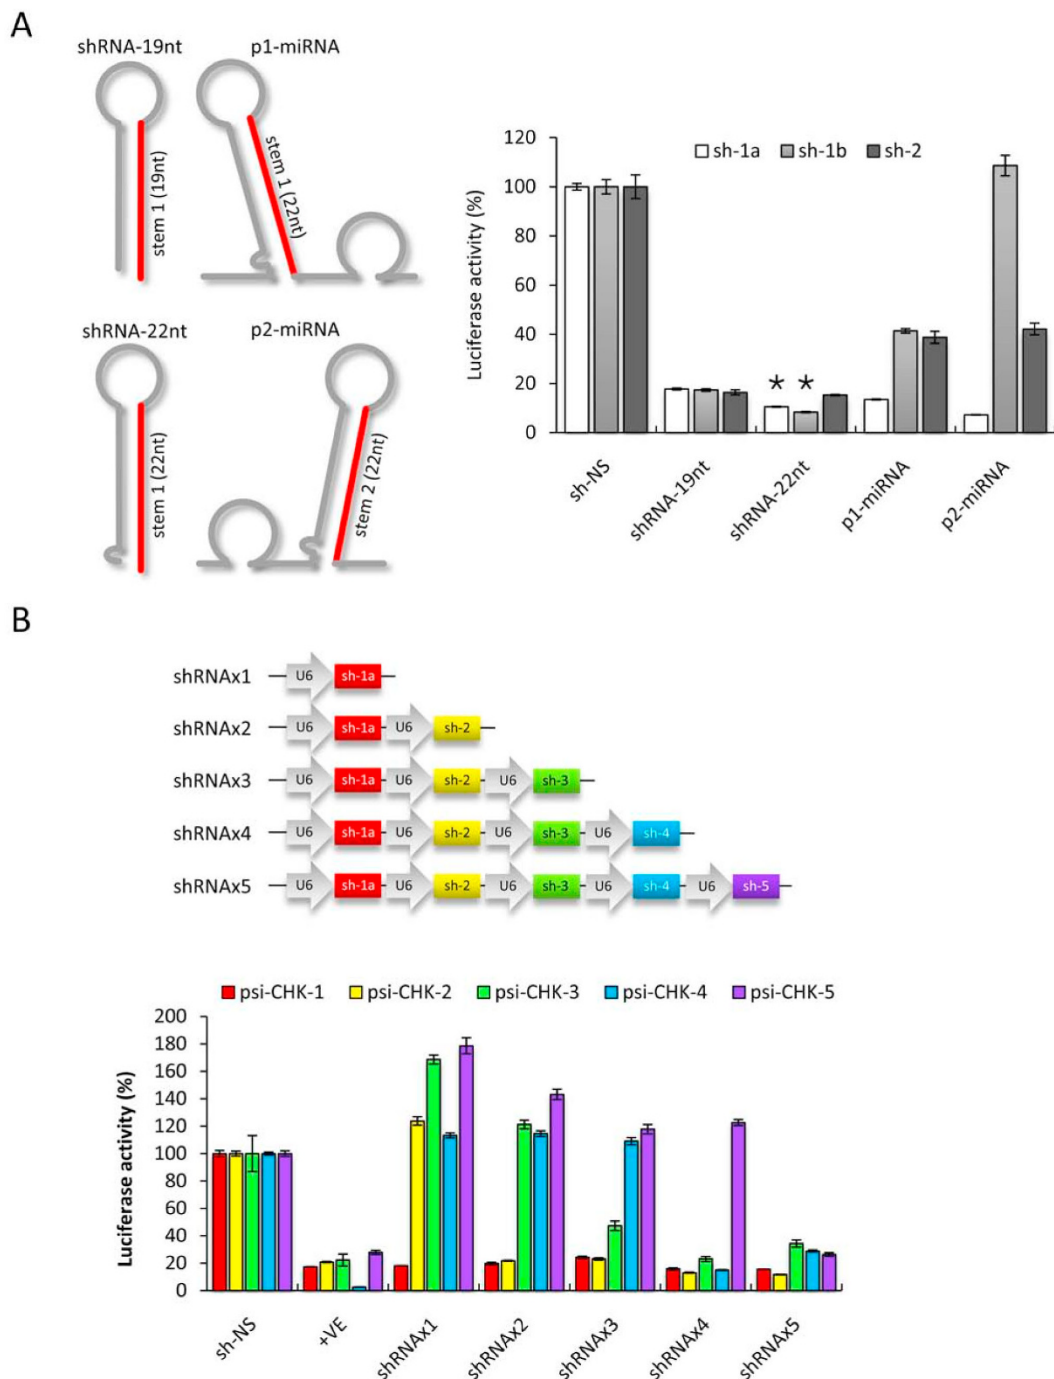 A
shRNA-19nt p1-miRNA
stem 1 (19nt)
stem 1 (22nt)
shRNA-22nt p2-miRNA
stem 1 (22nt)
stem 2 (22nt)
sh-1a sh-1b sh-2
Luciferase activity (%)
120
100
80
60
40
20
0
* *
sh-NS shRNA-19nt shRNA-22nt p1-miRNA p2-miRNA
B
shRNAx1 U6 sh-1a
shRNAx2 U6 sh-1a U6 sh-2
shRNAx3 U6 sh-1a U6 sh-2 U6 sh-3
shRNAx4 U6 sh-1a U6 sh-2 U6 sh-3 U6 sh-4
shRNAx5 U6 sh-1a U6 sh-2 U6 sh-3 U6 sh-4 U6 sh-5
psi-CHK-1 psi-CHK-2 psi-CHK-3 psi-CHK-4 psi-CHK-5
Luciferase activity (%)
200
180
160
140
120
100
80
60
40
20
0
sh-NS +VE shRNAx1 shRNAx2 shRNAx3 shRNAx4 shRNAx5